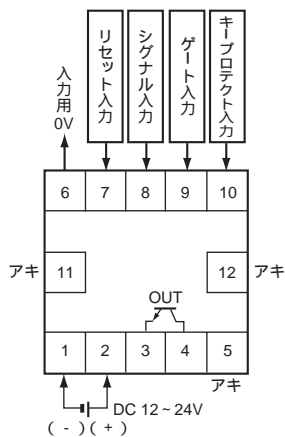 入力用
0V
リセット入力
シグナル入力
ゲート入力
キープロテクト入力
6 7 8 9 10
アキ 11 12 アキ
OUT
1 2 3 4 5
アキ
DC 12~24V
( - ) ( + )